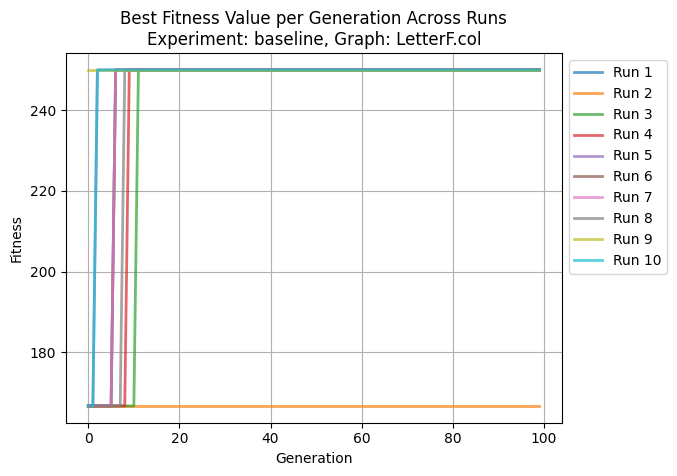 Best Fitness Value per Generation Across Runs
Experiment: baseline, Graph: LetterF.col
Fitness
240
220
200
180
0
20
40
60
80
100
Generation
Run 1
Run 2
Run 3
Run 4
Run 5
Run 6
Run 7
Run 8
Run 9
Run 10